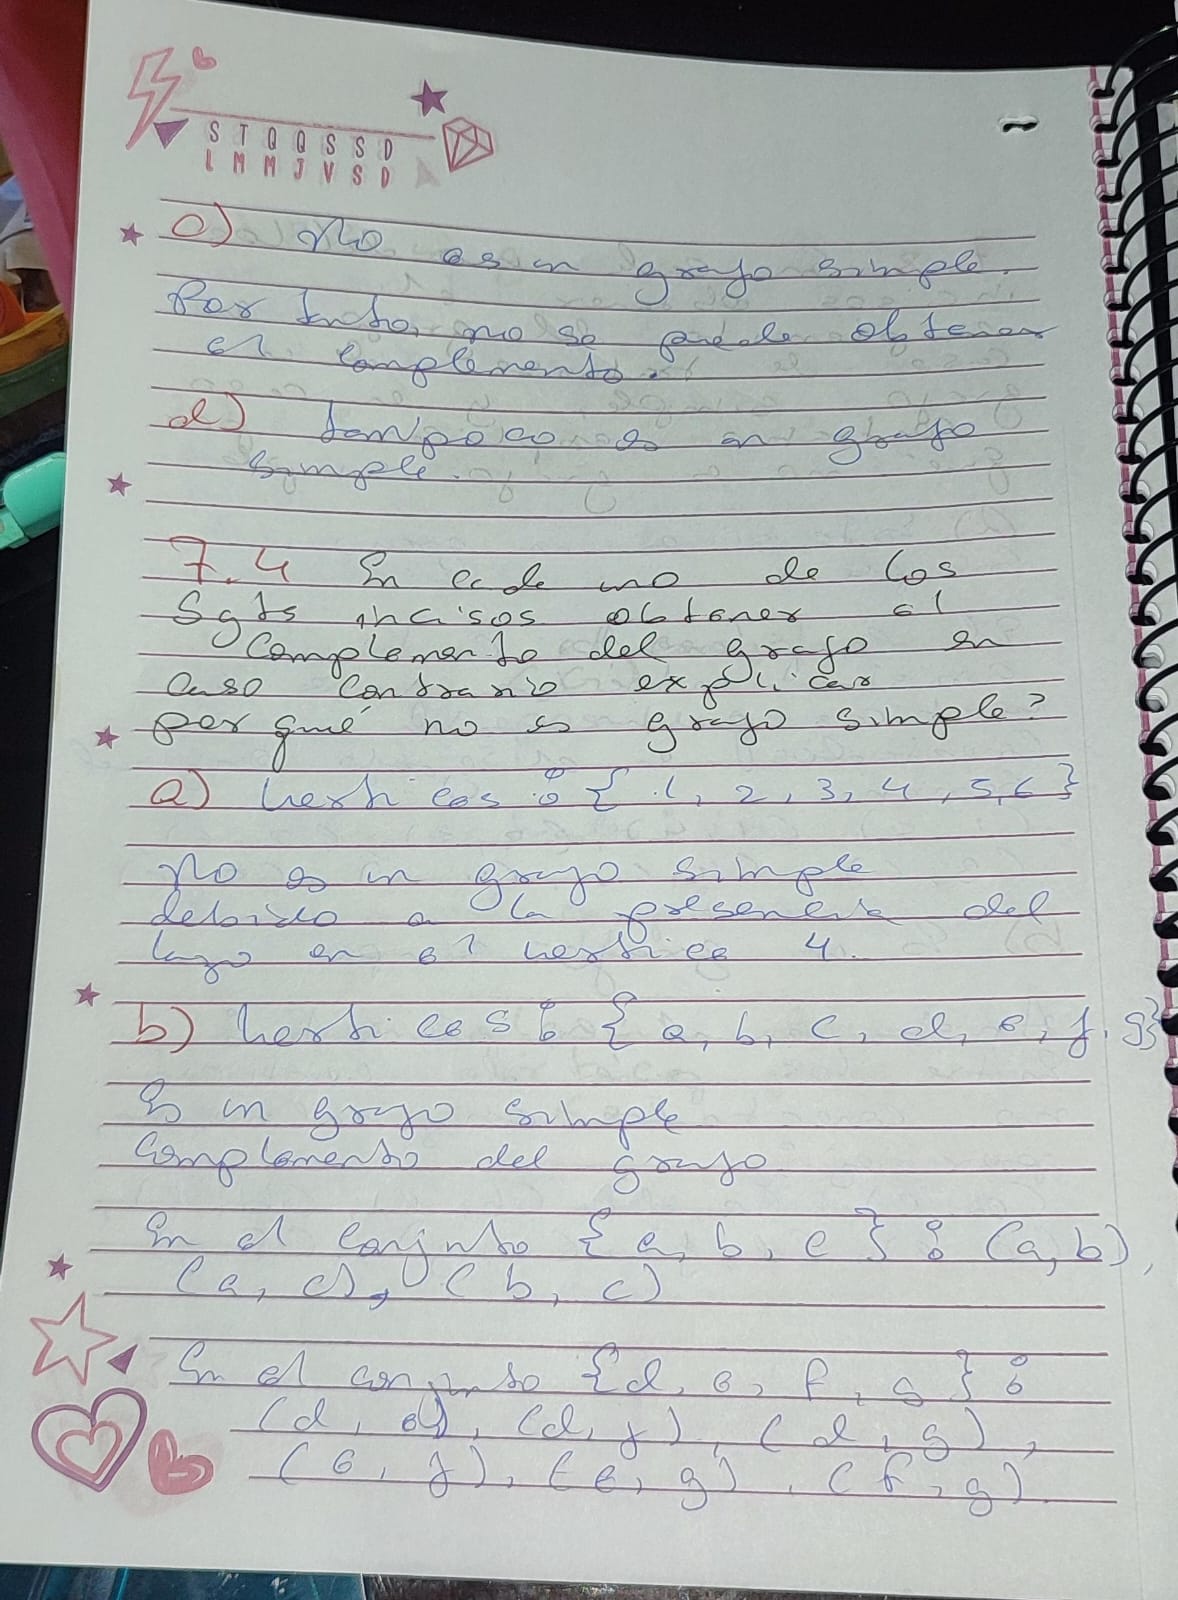 S T Q Q S S D
L M M J V S D
c) No es un grafo simple.
Por tanto, no se puede obtener
el complemento.
d) tampoco es un grafo
simple.
7.4 En cada uno de los
Sgts incisos obtener el
Complemento del grafo en
caso contrario explicar
por qué no es grafo simple?
a) Vertices : { 1, 2, 3, 4, 5, 6 }
No es un grafo simple
debido a la presencia del
lazo en el vertice 4.
b) Vertices : { a, b, c, d, e, f, g }
Es un grafo simple
Complemento del grafo
En el conjunto { a, b, c } : (a, b),
(a, c), (b, c)
En el conjunto { d, e, f, g } :
(d, e), (d, f), (d, g),
(e, f), (e, g), (f, g)